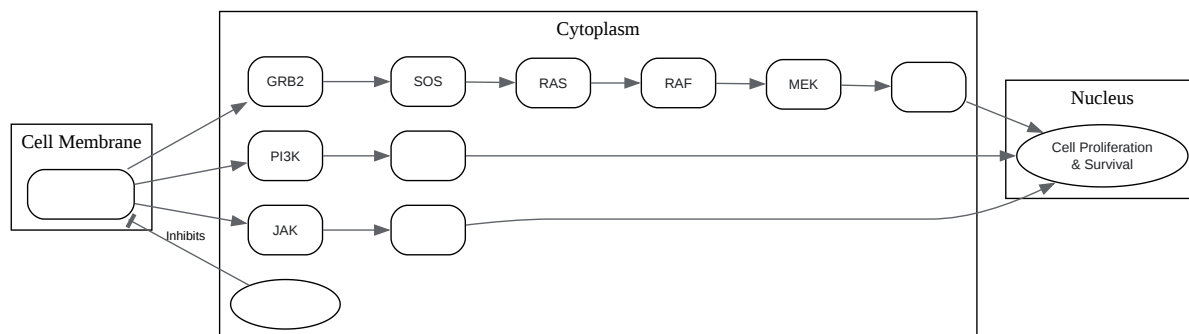 Cytoplasm
GRB2
SOS
RAS
RAF
MEK
Nucleus
Cell Membrane
Cell Proliferation
& Survival
PI3K
JAK
Inhibits